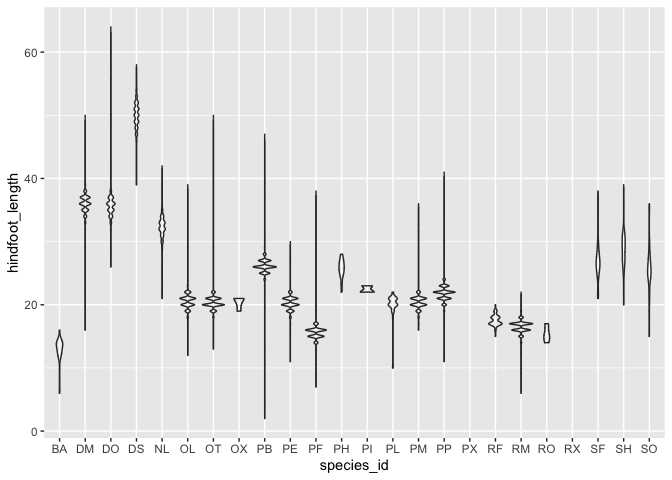 60
40
20
0
hindfoot_length
BA DM DO DS NL OL OT OX PB PE PF PH PI PL PM PP PX RF RM RO RX SF SH SO
species_id